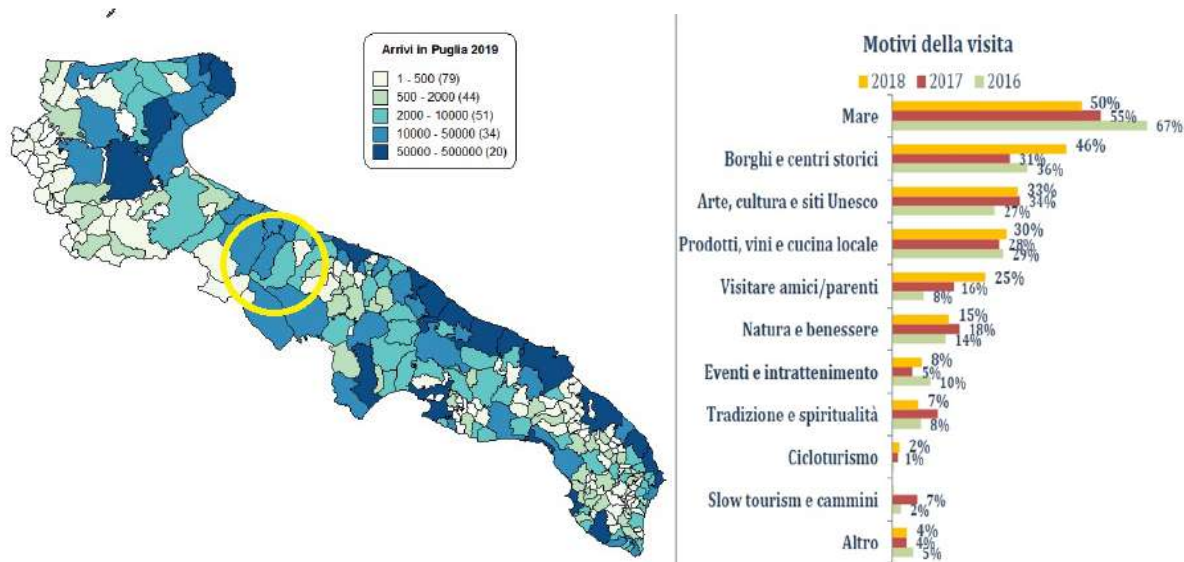 Arrivi in Puglia 2019
1 - 500 (79)
500 - 2000 (44)
2000 - 10000 (51)
10000 - 50000 (34)
50000 - 500000 (20)
Motivi della visita
2018 2017 2016
Mare
50%
55%
67%
Borghi e centri storici
46%
31%
36%
Arte, cultura e siti Unesco
33%
34%
27%
Prodotti, vini e cucina locale
30%
28%
29%
Visitare amici/parenti
25%
16%
8%
Natura e benessere
15%
18%
14%
Eventi e intrattenimento
8%
5%
10%
Tradizione e spiritualità
7%
8%
Cicloturismo
2%
1%
Slow tourism e cammini
7%
2%
Altro
4%
4%
5%